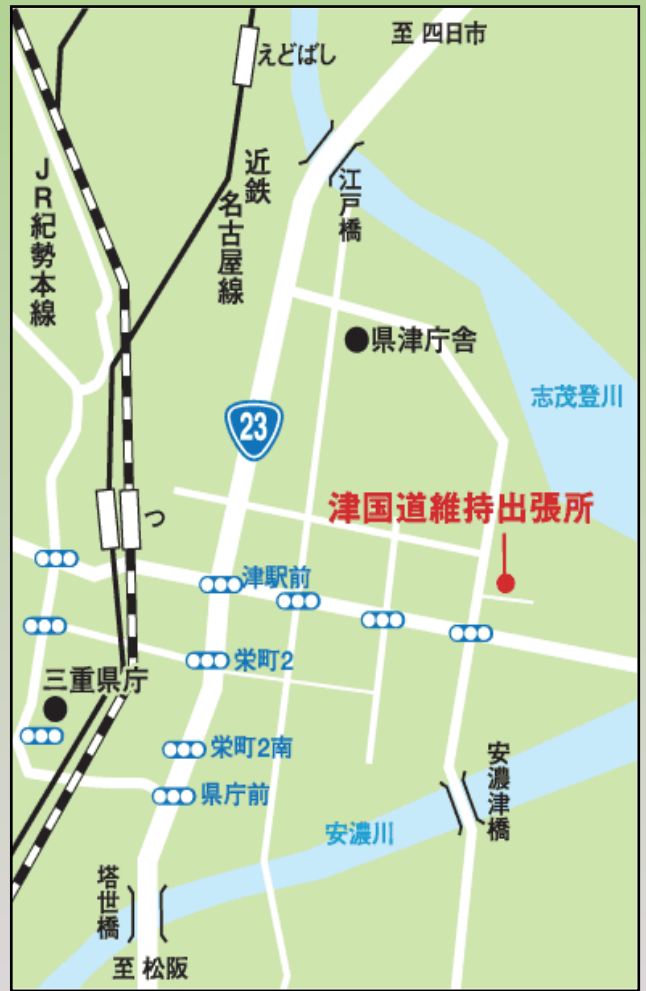 至 四日市
えどばし
近鉄
名古屋線
JR紀勢本線
江戸橋
県津庁舎
志茂登川
23
津国道維持出張所
つ
津駅前
栄町2
三重県庁
栄町2南
県庁前
安濃津橋
安濃川
塔世橋
至 松阪